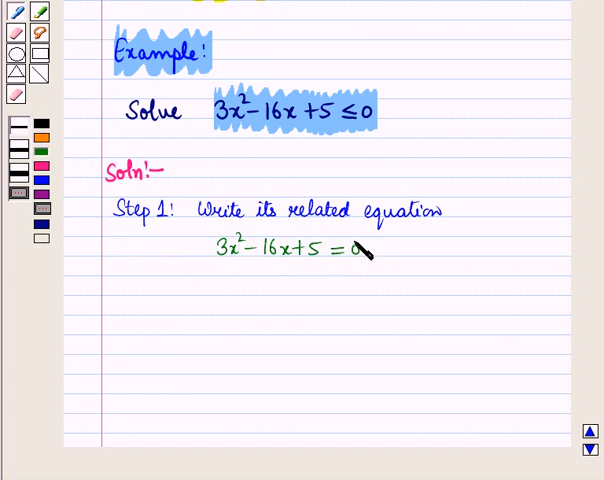 Example:
Solve 3x² - 16x + 5 ≤ 0
Soln:-
Step 1: Write its related equation
3x² - 16x + 5 = 0